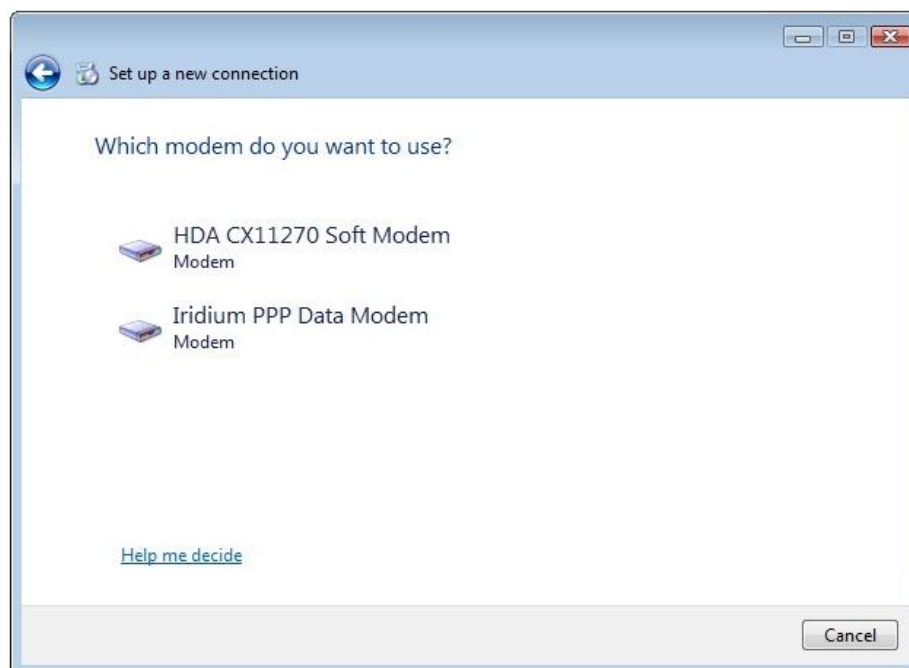 Set up a new connection
Which modem do you want to use?
HDA CX11270 Soft Modem
Modem
Iridium PPP Data Modem
Modem
Help me decide
Cancel